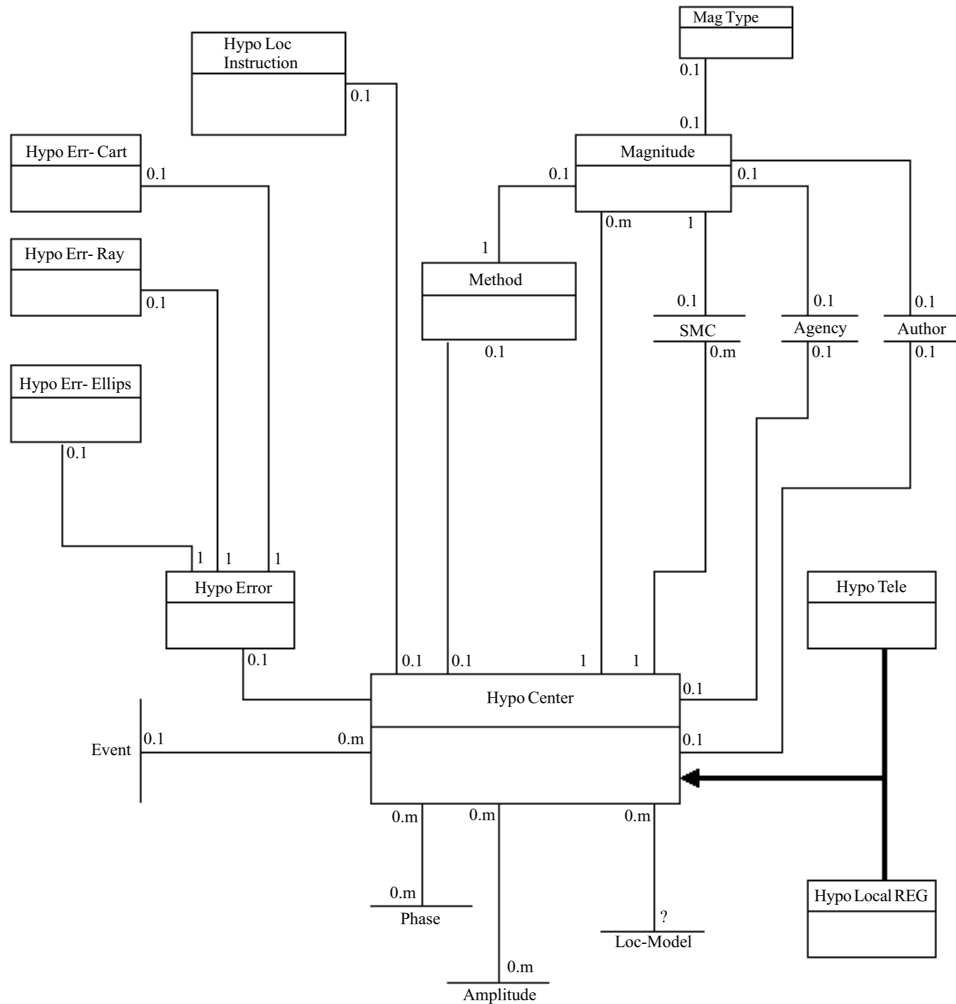 Mag Type
0.1
Hypo Loc
Instruction
0.1
0.1
Hypo Err- Cart
0.1
Magnitude
0.1
0.1
0.m
1
Hypo Err- Ray
0.1
1
Method
0.1
0.1
0.1
0.1
SMC
Agency
Author
0.m
0.1
0.1
Hypo Err- Ellips
0.1
1
1
1
Hypo Error
0.1
Hypo Tele
0.1
0.1
1
1
Hypo Center
0.1
0.1
Event
0.1
0.m
0.m
0.m
0.m
0.m
Phase
?
Loc-Model
Hypo Local REG
0.m
Amplitude